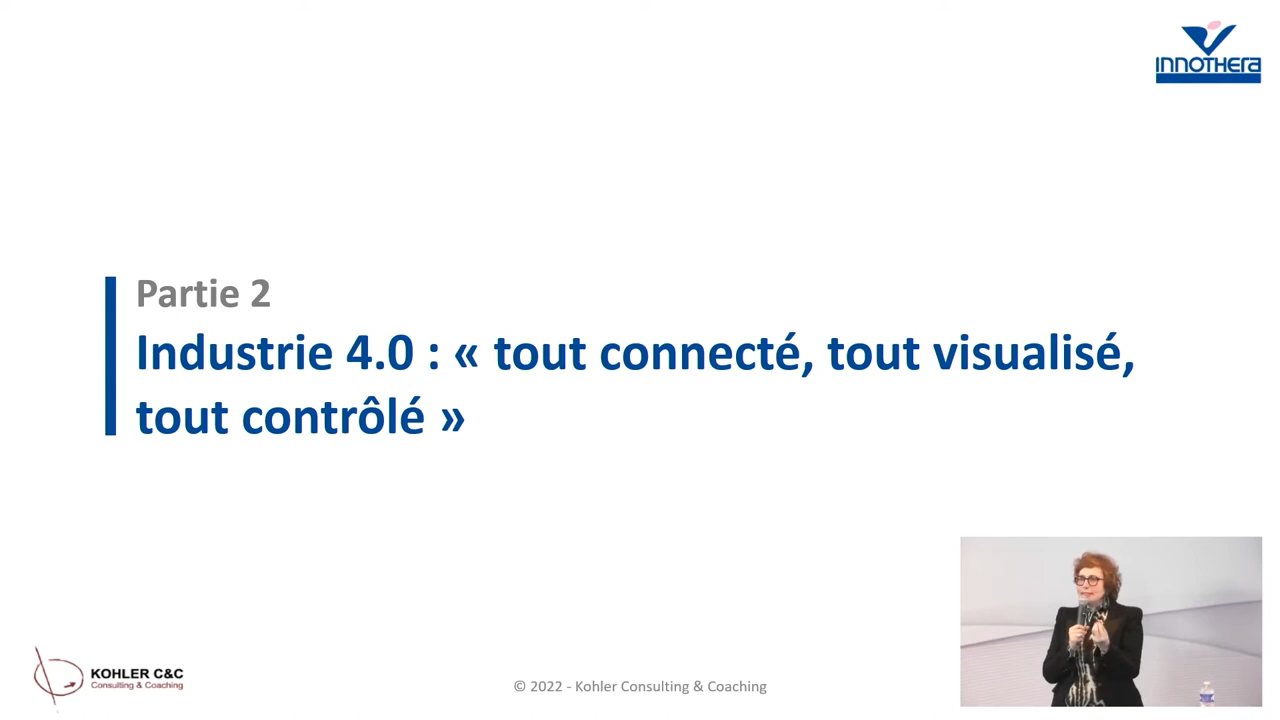 INNOTHERA
Partie 2
Industrie 4.0 : « tout connecté, tout visualisé,
tout contrôlé »
KOHLER C&C
Consulting & Coaching
© 2022 - Kohler Consulting & Coaching